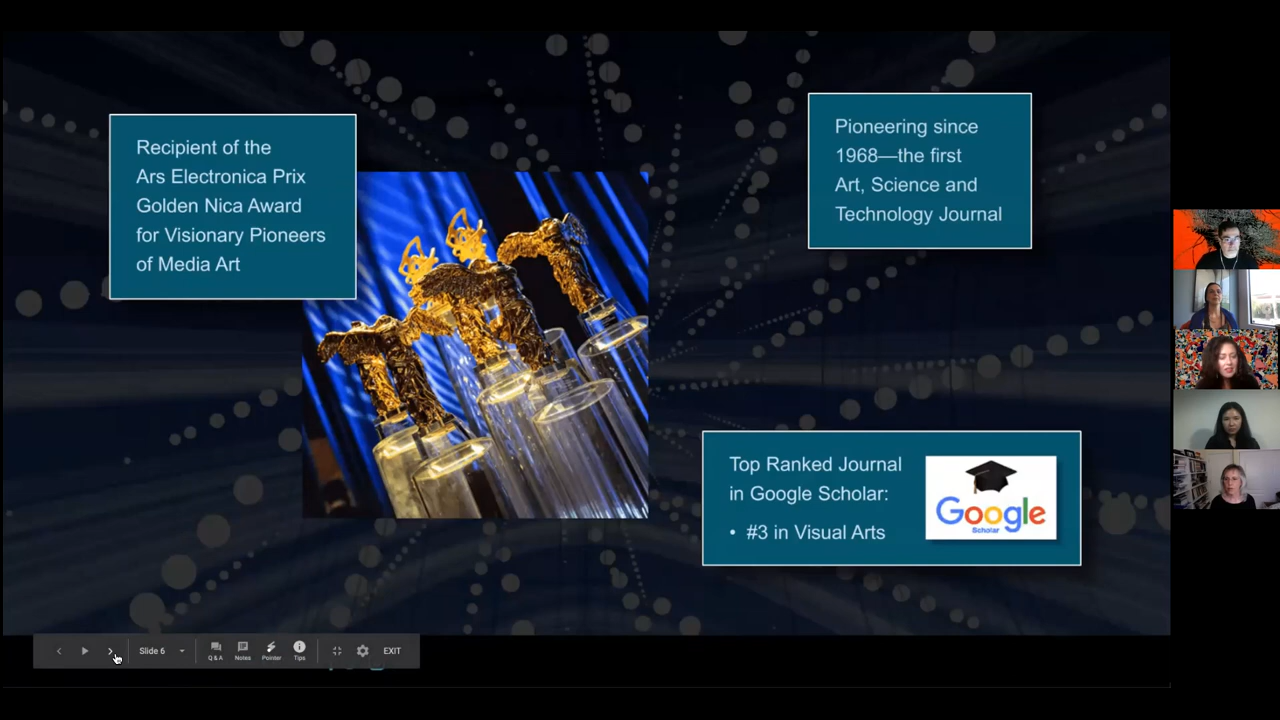 Recipient of the
Ars Electronica Prix
Golden Nica Award
for Visionary Pioneers
of Media Art
Pioneering since
1968—the first
Art, Science and
Technology Journal
Top Ranked Journal
in Google Scholar:
• #3 in Visual Arts
Google
Scholar
Slide 6
Q & A
Notes
Pointer
Tips
EXIT